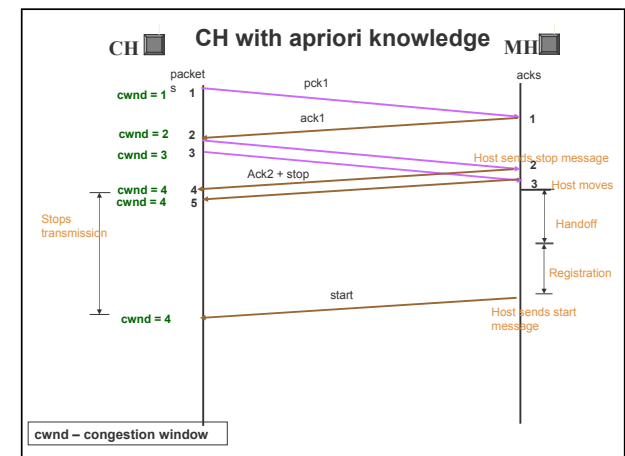 CH with apriori knowledge
CH
MH
packet
s
acks
pck1
cwnd = 1
1
1
ack1
cwnd = 2
2
cwnd = 3
3
Host sends stop message
2
Ack2 + stop
3
Host moves
cwnd = 4
4
cwnd = 4
5
Stops
transmission
Handoff
Registration
start
Host sends start
message
cwnd = 4
cwnd – congestion window